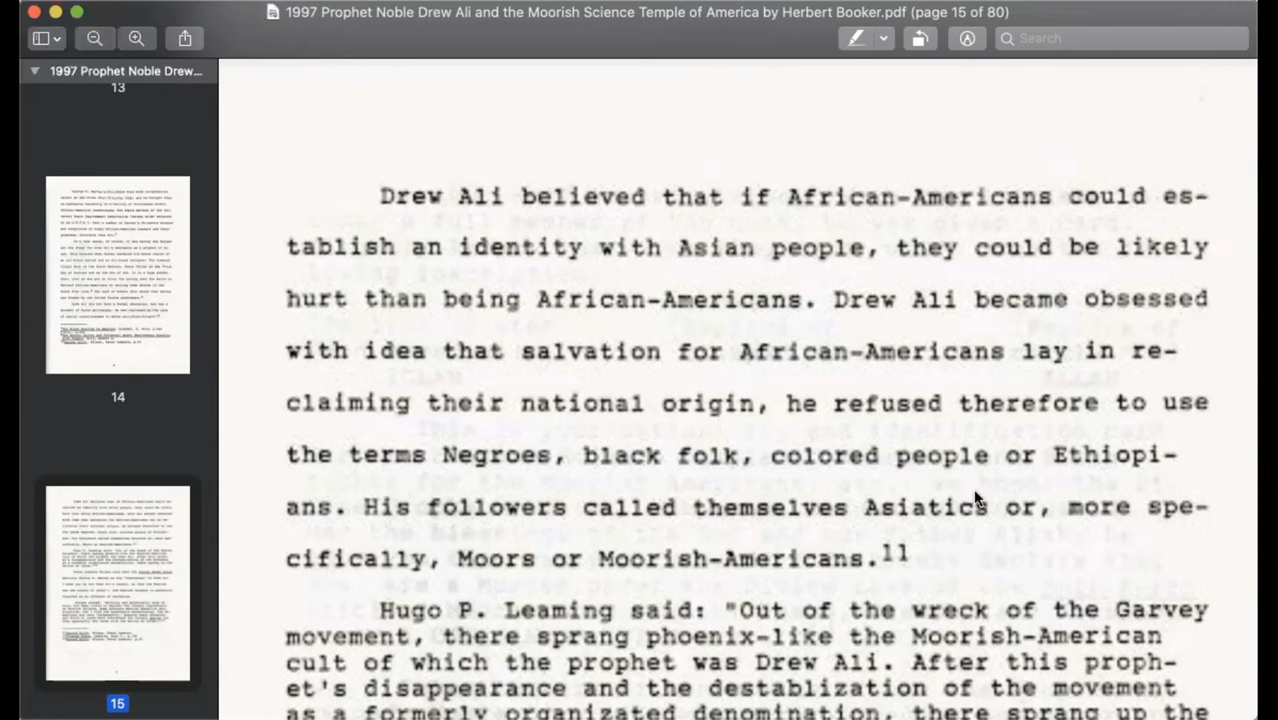 1997 Prophet Noble Drew Ali and the Moorish Science Temple of America by Herbert Booker.pdf (page 15 of 80)
Search
1997 Prophet Noble Drew...
13
14
15
Drew Ali believed that if African-Americans could es-
tablish an identity with Asian people, they could be likely
hurt than being African-Americans. Drew Ali became obsessed
with idea that salvation for African-Americans lay in re-
claiming their national origin, he refused therefore to use
the terms Negroes, black folk, colored people or Ethiopi-
ans. His followers called themselves Asiatics or, more spe-
cifically, Moors or Moorish-Americans.11
Hugo P. Leaming said: "Out of the wreck of the Garvey
movement, there sprang phoenix-like the Moorish-American
cult of which the prophet was Drew Ali. After this proph-
et's disappearance and the destablization of the movement
as a formerly organizated denomination, there sprang up the